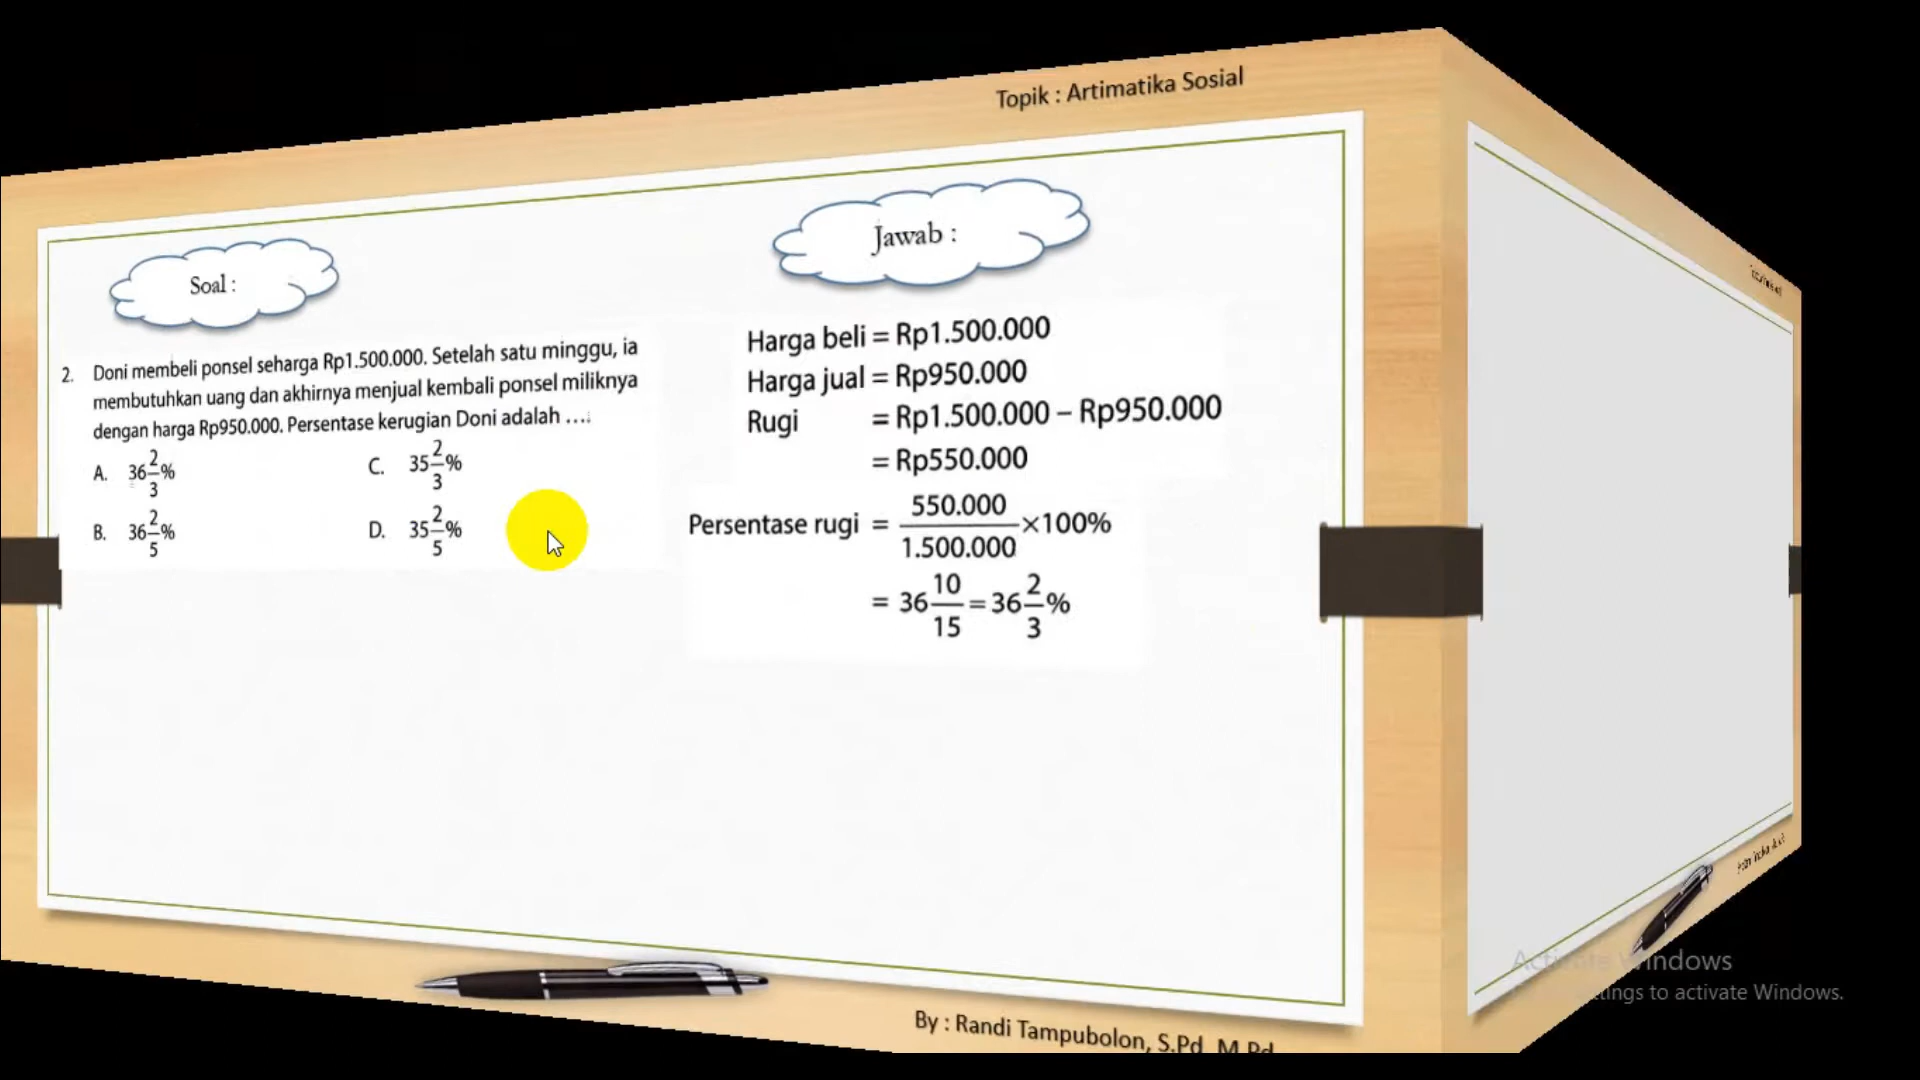 Topik : Artimatika Sosial
Soal :
2. Doni membeli ponsel seharga Rp1.500.000. Setelah satu minggu, ia
membutuhkan uang dan akhirnya menjual kembali ponsel miliknya
dengan harga Rp950.000. Persentase kerugian Doni adalah ....
A. 36 2/3 %
C. 35 2/3 %
B. 36 2/5 %
D. 35 2/5 %
Jawab :
Harga beli = Rp1.500.000
Harga jual = Rp950.000
Rugi = Rp1.500.000 – Rp950.000
= Rp550.000
Persentase rugi = 550.000/1.500.000 ×100%
= 36 10/15 = 36 2/3 %
By : Randi Tampubolon, S.Pd, M.Pd
Activate Windows
to activate Windows.